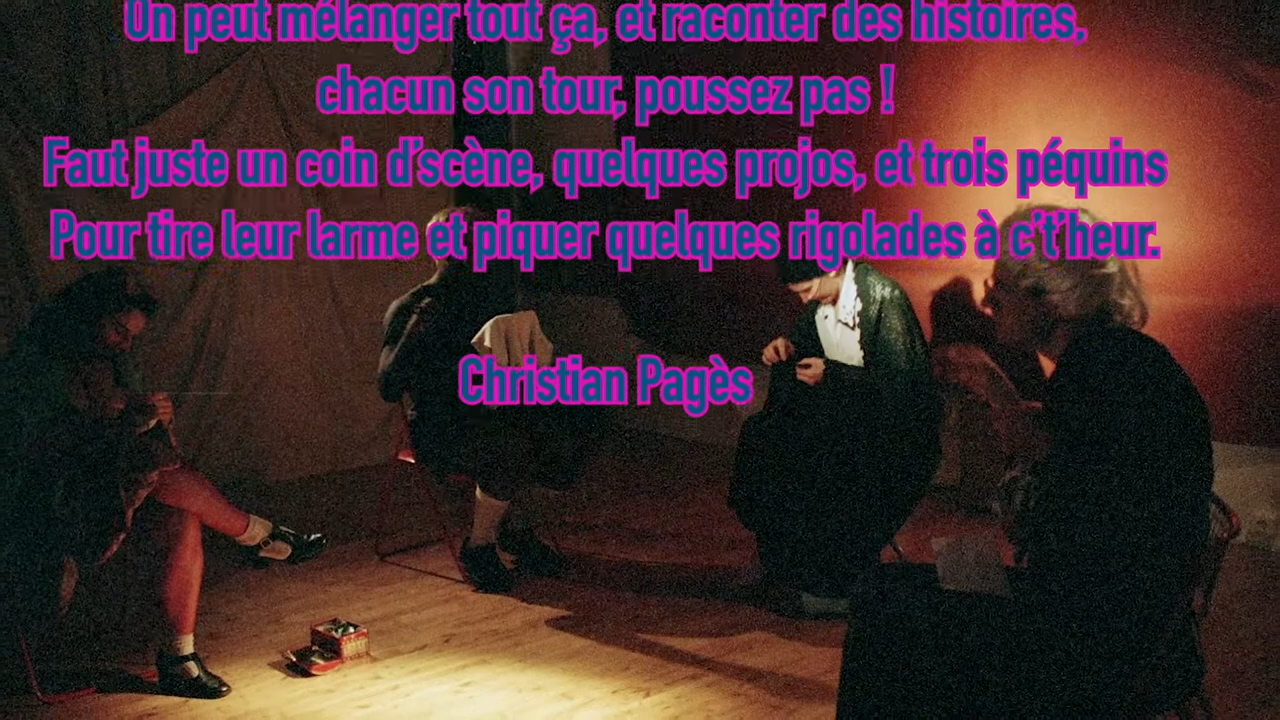 On peut mélanger tout ça, et raconter des histoires,
chacun son tour, poussez pas !
Faut juste un coin d'scène, quelques projos, et trois péquins
Pour tire leur larme et piquer quelques rigolades à c't'heur.
Christian Pagès